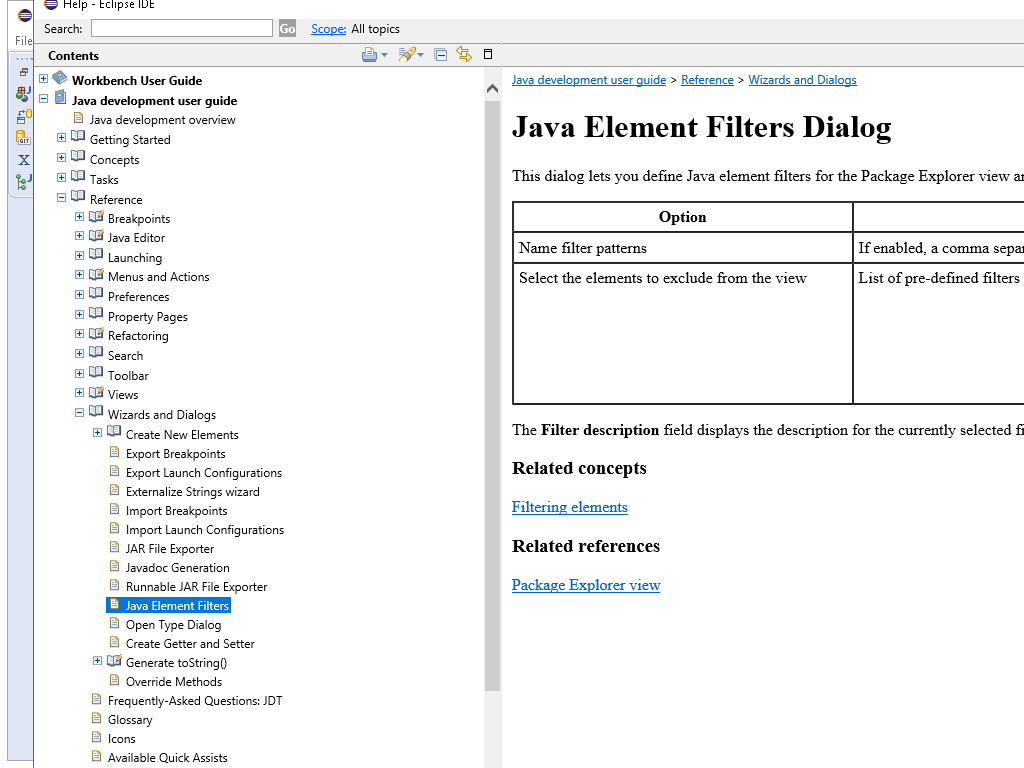 Help - Eclipse IDE
File
Search:
Go
Scope: All topics
Contents
Workbench User Guide
Java development user guide
Java development overview
Getting Started
Concepts
Tasks
Reference
Breakpoints
Java Editor
Launching
Menus and Actions
Preferences
Property Pages
Refactoring
Search
Toolbar
Views
Wizards and Dialogs
Create New Elements
Export Breakpoints
Export Launch Configurations
Externalize Strings wizard
Import Breakpoints
Import Launch Configurations
JAR File Exporter
Javadoc Generation
Runnable JAR File Exporter
Java Element Filters
Open Type Dialog
Create Getter and Setter
Generate toString()
Override Methods
Frequently-Asked Questions: JDT
Glossary
Icons
Available Quick Assists
Java development user guide > Reference > Wizards and Dialogs
Java Element Filters Dialog
This dialog lets you define Java element filters for the Package Explorer view
Option
Name filter patterns
If enabled, a comma
Select the elements to exclude from the view
List of pre-defined filters
The Filter description field displays the description for the currently selected
Related concepts
Filtering elements
Related references
Package Explorer view
GIT